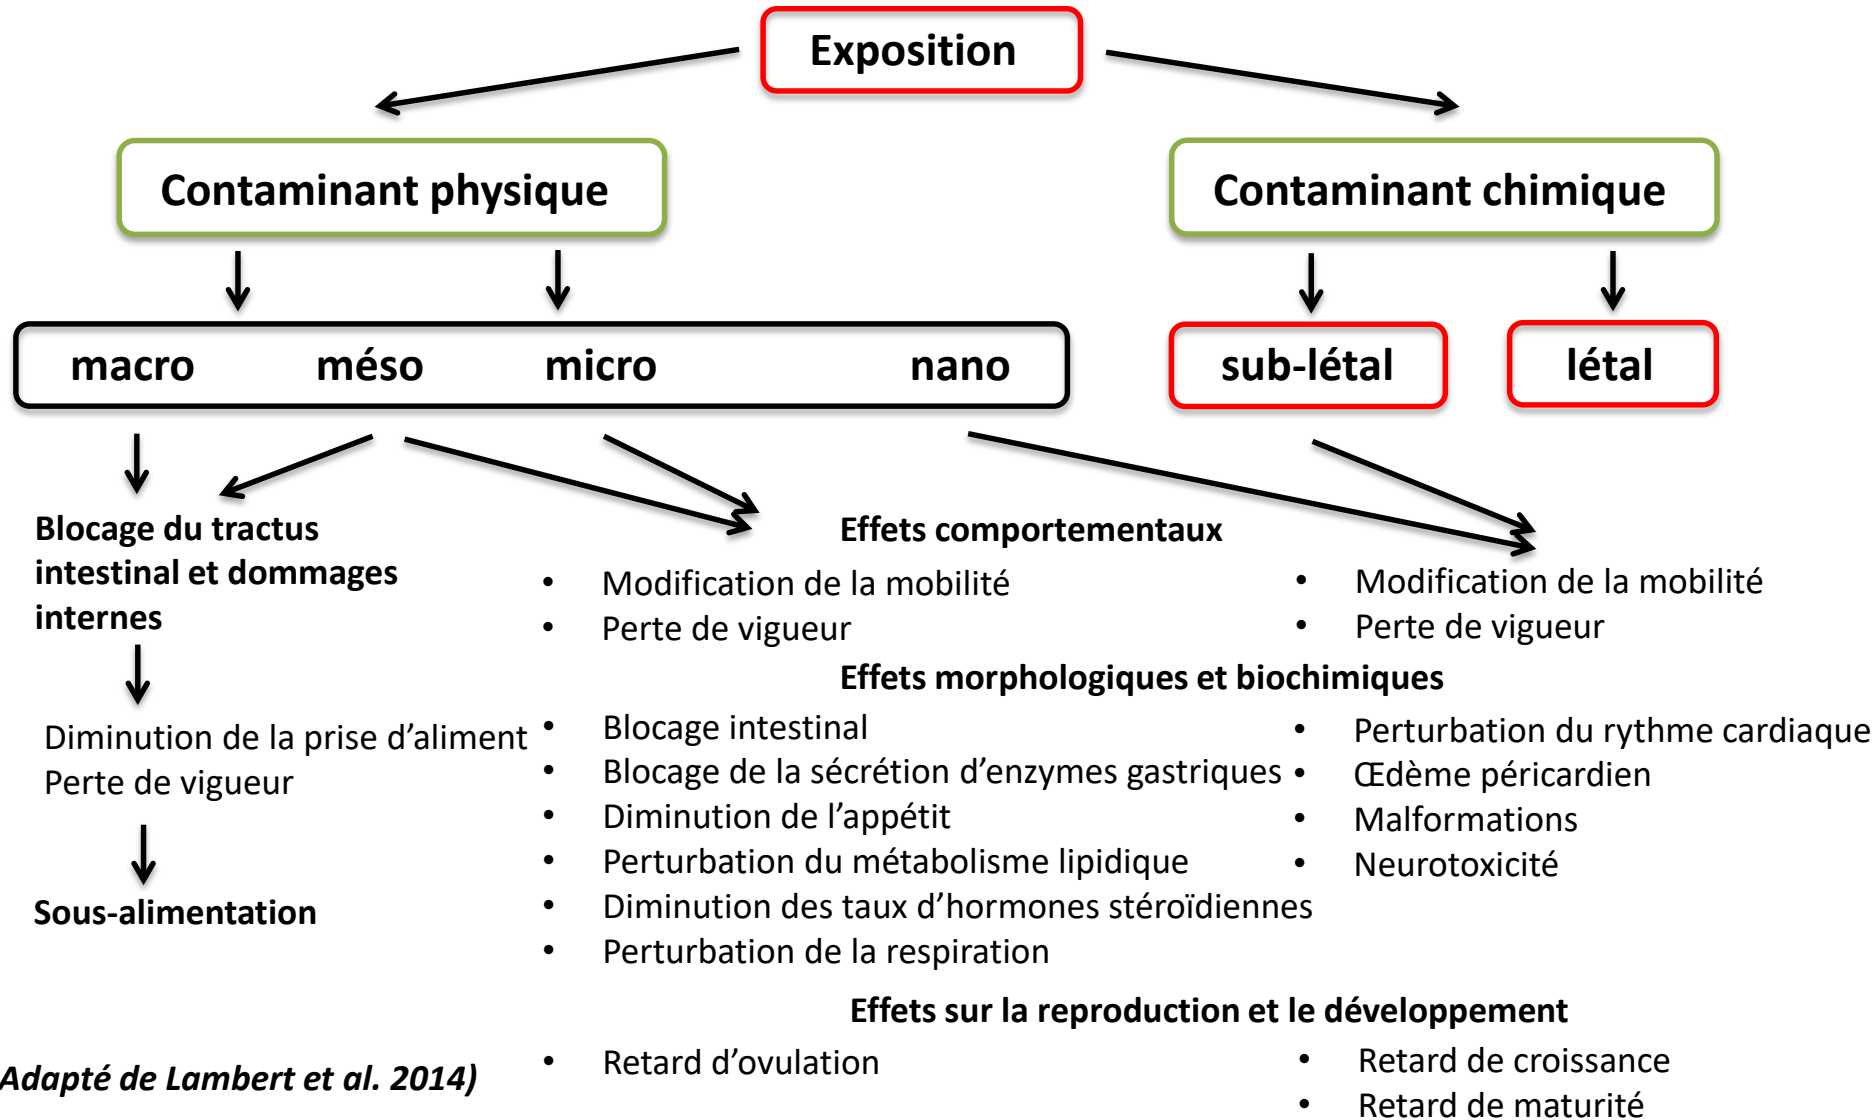 Exposition
Contaminant physique
Contaminant chimique
macro méso micro nano
sub-létal
létal
Blocage du tractus
intestinal et dommages
internes
Diminution de la prise d’aliment
Perte de vigueur
Sous-alimentation
Effets comportementaux
• Modification de la mobilité
• Perte de vigueur
• Modification de la mobilité
• Perte de vigueur
Effets morphologiques et biochimiques
• Blocage intestinal
• Blocage de la sécrétion d’enzymes gastriques
• Diminution de l’appétit
• Perturbation du métabolisme lipidique
• Diminution des taux d’hormones stéroïdiennes
• Perturbation de la respiration
• Perturbation du rythme cardiaque
• Œdème péricardien
• Malformations
• Neurotoxicité
Effets sur la reproduction et le développement
• Retard d’ovulation
• Retard de croissance
• Retard de maturité
Adapté de Lambert et al. 2014)